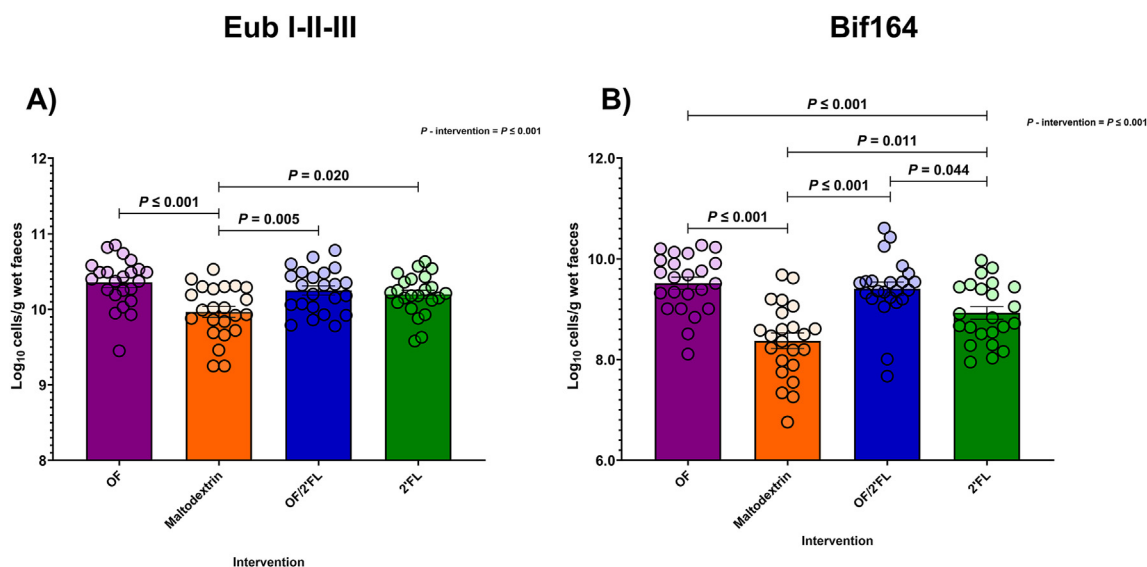 Eub I-II-III
Bif164
A)
P - intervention = P ≤ 0.001
P = 0.020
P ≤ 0.001
P = 0.005
Log₁₀ cells/g wet faeces
12
11
10
9
8
OF
Maltodextrin
OF/2'FL
2'FL
Intervention
B)
P ≤ 0.001
P - intervention = P ≤ 0.001
P = 0.011
P = 0.044
P ≤ 0.001
P ≤ 0.001
Log₁₀ cells/g wet faeces
12.0
10.0
8.0
6.0
OF
Maltodextrin
OF/2'FL
2'FL
Intervention